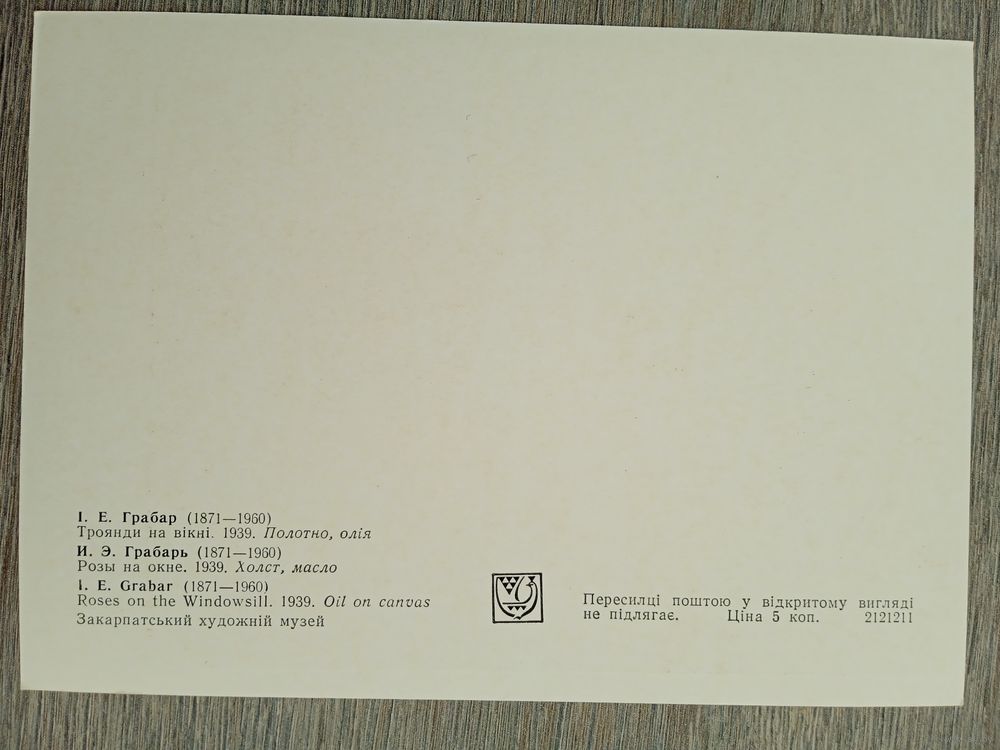 І. Е. Грабар (1871—1960)
Троянди на вікні. 1939. Полотно, олія
И. Э. Грабарь (1871—1960)
Розы на окне. 1939. Холст, масло
I. E. Grabar (1871—1960)
Roses on the Windowsill. 1939. Oil on canvas
Закарпатський художній музей
Пересилці поштою у відкритому вигляді
не підлягає. Ціна 5 коп. 2121211